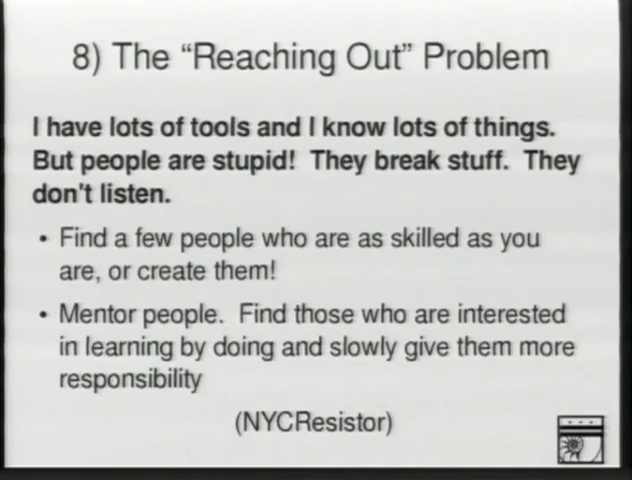 8) The “Reaching Out” Problem
I have lots of tools and I know lots of things.
But people are stupid!  They break stuff.  They
don't listen.
• Find a few people who are as skilled as you
are, or create them!
• Mentor people.  Find those who are interested
in learning by doing and slowly give them more
responsibility
(NYCResistor)